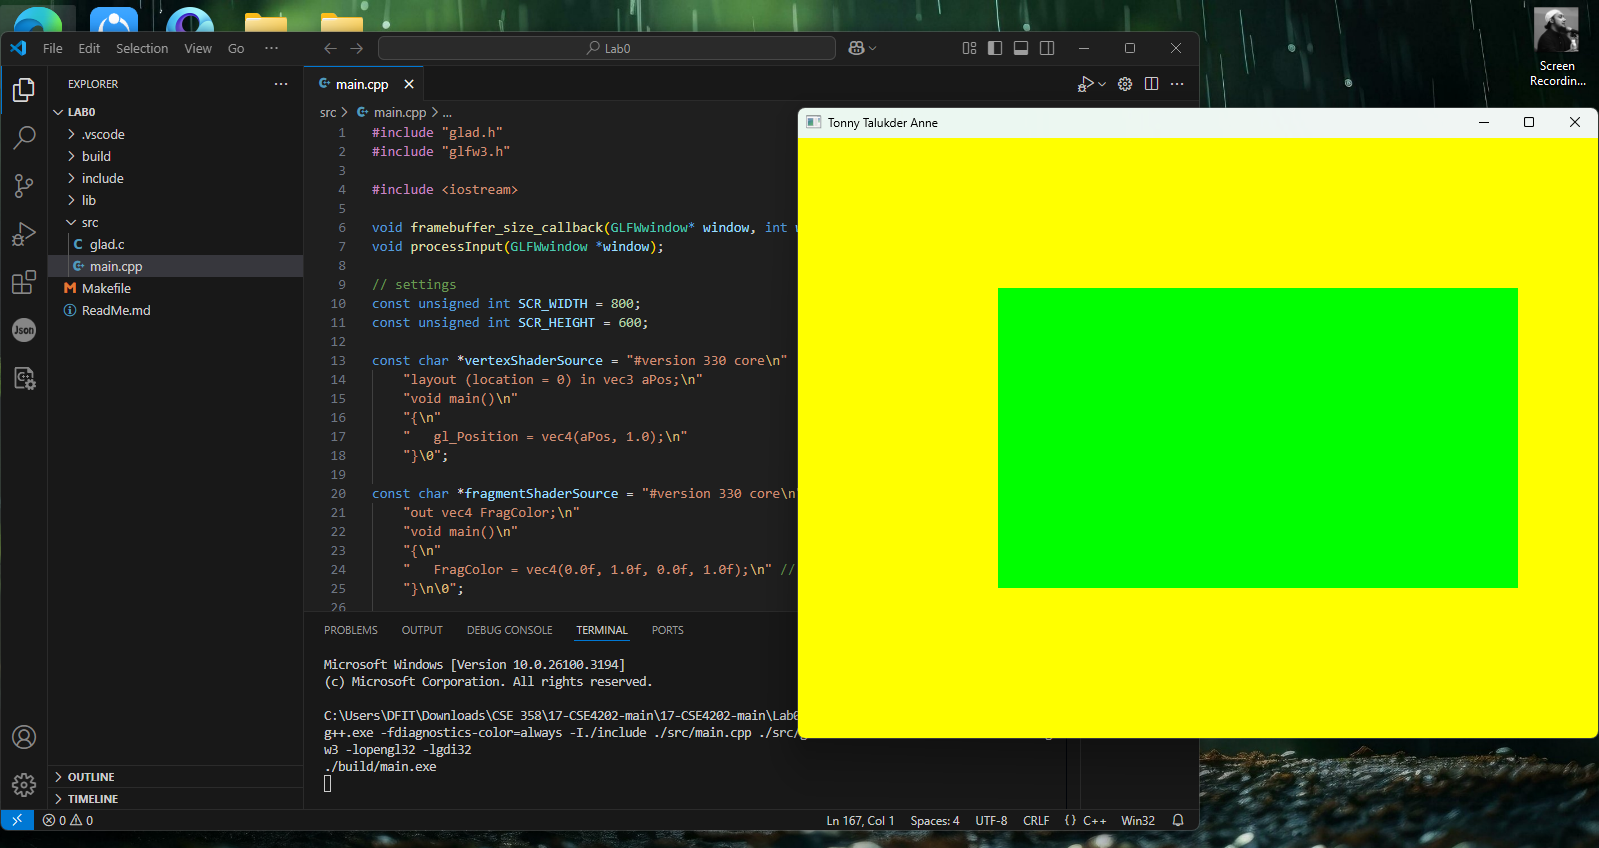 File Edit Selection View Go ... Lab0
Screen
Recordin...
EXPLORER ...
LAB0
.vscode
build
include
lib
src
glad.c
main.cpp
Makefile
ReadMe.md
OUTLINE
TIMELINE
main.cpp
src > main.cpp > ...
1 #include "glad.h"
2 #include "glfw3.h"
3
4 #include <iostream>
5
6 void framebuffer_size_callback(GLFWwindow* window, int
7 void processInput(GLFWwindow *window);
8
9 // settings
10 const unsigned int SCR_WIDTH = 800;
11 const unsigned int SCR_HEIGHT = 600;
12
13 const char *vertexShaderSource = "#version 330 core\n"
14 "layout (location = 0) in vec3 aPos;\n"
15 "void main()\n"
16 "{\n"
17 "   gl_Position = vec4(aPos, 1.0);\n"
18 "}\0";
19
20 const char *fragmentShaderSource = "#version 330 core\n"
21 "out vec4 FragColor;\n"
22 "void main()\n"
23 "{\n"
24 "   FragColor = vec4(0.0f, 1.0f, 0.0f, 1.0f);\n" //
25 "}\n\0";
26
Tonny Talukder Anne
PROBLEMS OUTPUT DEBUG CONSOLE TERMINAL PORTS
Microsoft Windows [Version 10.0.26100.3194]
(c) Microsoft Corporation. All rights reserved.
C:\Users\DFIT\Downloads\CSE 358\17-CSE4202-main\17-CSE4202-main\Lab0
g++.exe -fdiagnostics-color=always -I./include ./src/main.cpp ./src/g
w3 -lopengl32 -lgdi32
./build/main.exe
0 0 Ln 167, Col 1 Spaces: 4 UTF-8 CRLF {} C++ Win32
Json